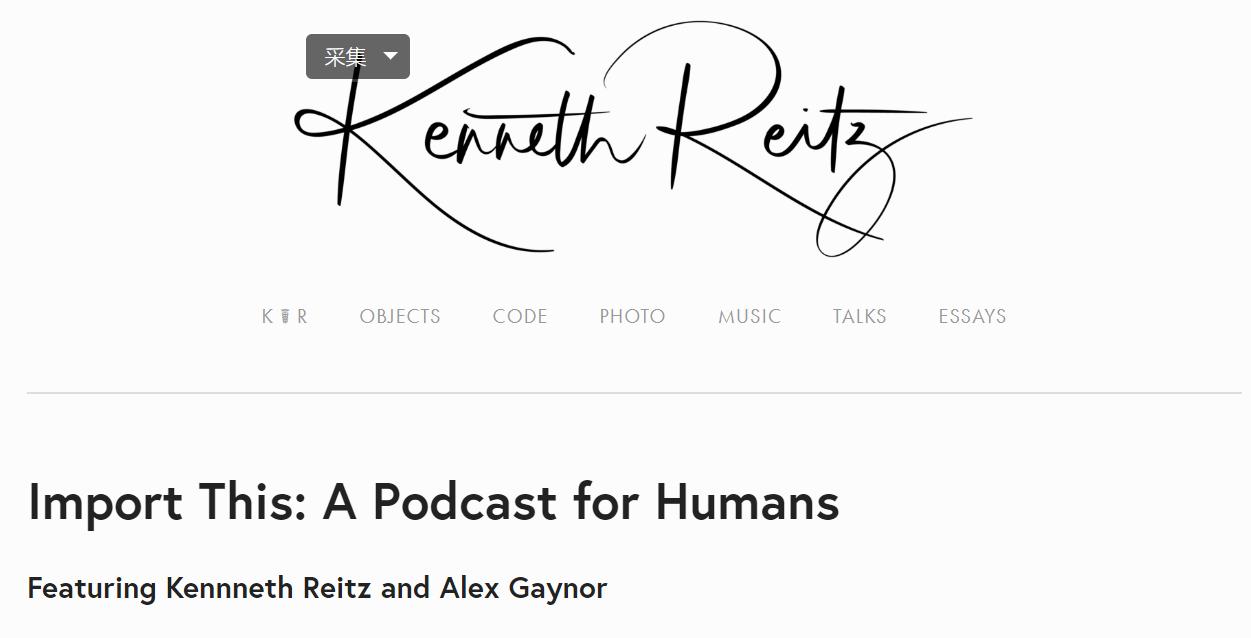 采集
Kenneth Reitz
K R
OBJECTS
CODE
PHOTO
MUSIC
TALKS
ESSAYS
Import This: A Podcast for Humans
Featuring Kennneth Reitz and Alex Gaynor